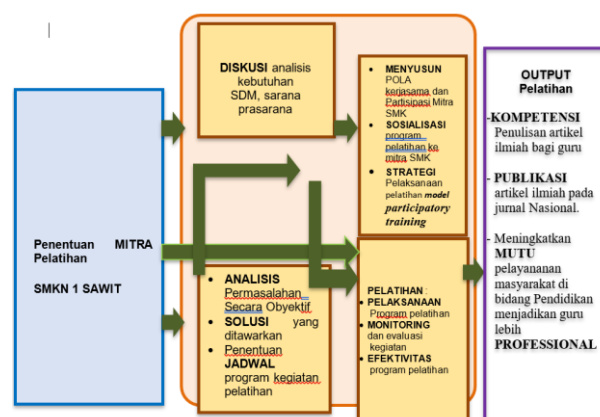 Penentuan MITRA
Pelatihan
SMKN 1 SAWIT
DISKUSI analisis
kebutuhan
SDM, sarana
prasarana
• ANALISIS
Permasalahan
Secara Obyektif
• SOLUSI yang
ditawarkan
• Penentuan
JADWAL
program kegiatan
pelatihan
• MENYUSUN
POLA
kerjasama dan
Partisipasi Mitra
SMK
• SOSIALISASI
program
pelatihan ke
mitra SMK
• STRATEGI
Pelaksanaan
pelatihan model
participatory
training
PELATIHAN :
• PELAKSANAAN
Program pelatihan
• MONITORING
dan evaluasi
kegiatan
• EFEKTIVITAS
program pelatihan
OUTPUT
Pelatihan
-KOMPETENSI
Penulisan artikel
ilmiah bagi guru
- PUBLIKASI
artikel ilmiah pada
jurnal Nasional.
- Meningkatkan
MUTU
pelayananan
masyarakat di
bidang Pendidikan
menjadikan guru
lebih
PROFESSIONAL